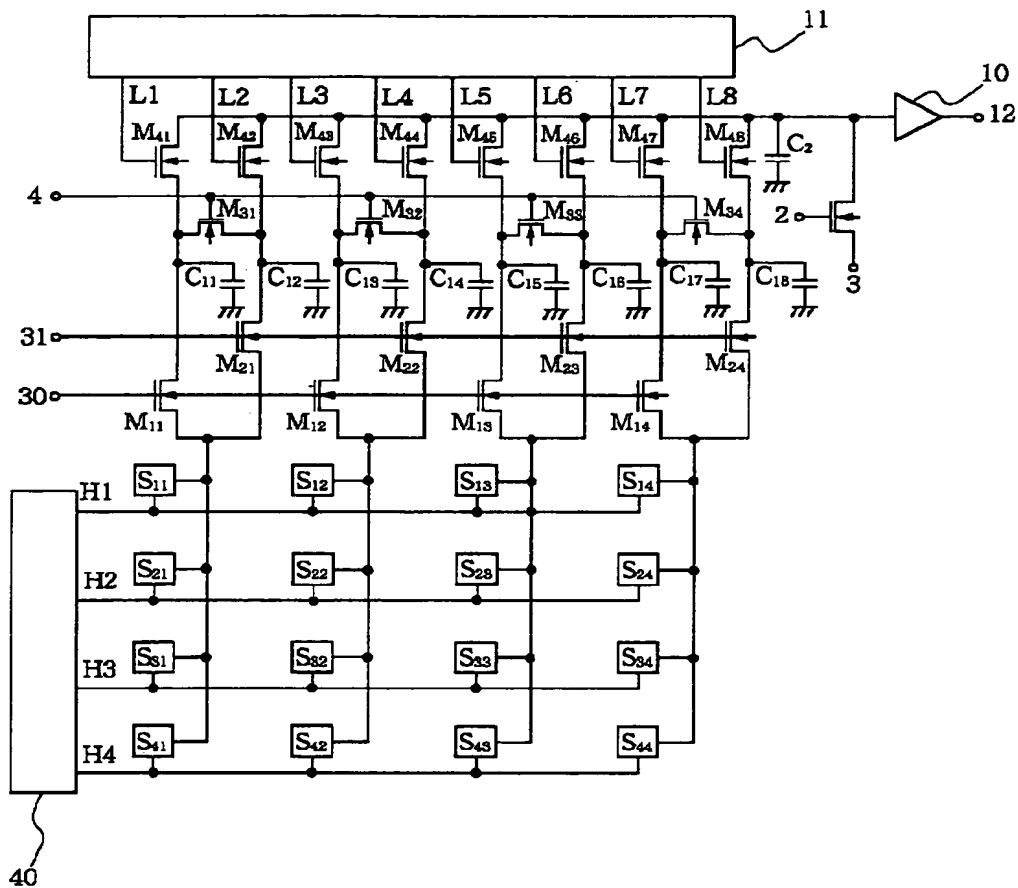 11
10
L1 L2 L3 L4 L5 L6 L7 L8
12
M41 M42 M43 M44 M45 M46 M47 M48
C2
4
M31 M32 M33 M34
2
C11 C12 C13 C14 C15 C16 C17 C18
3
31
M21 M22 M23 M24
30
M11 M12 M13 M14
H1 S11 S12 S13 S14
H2 S21 S22 S23 S24
H3 S31 S32 S33 S34
H4 S41 S42 S43 S44
40